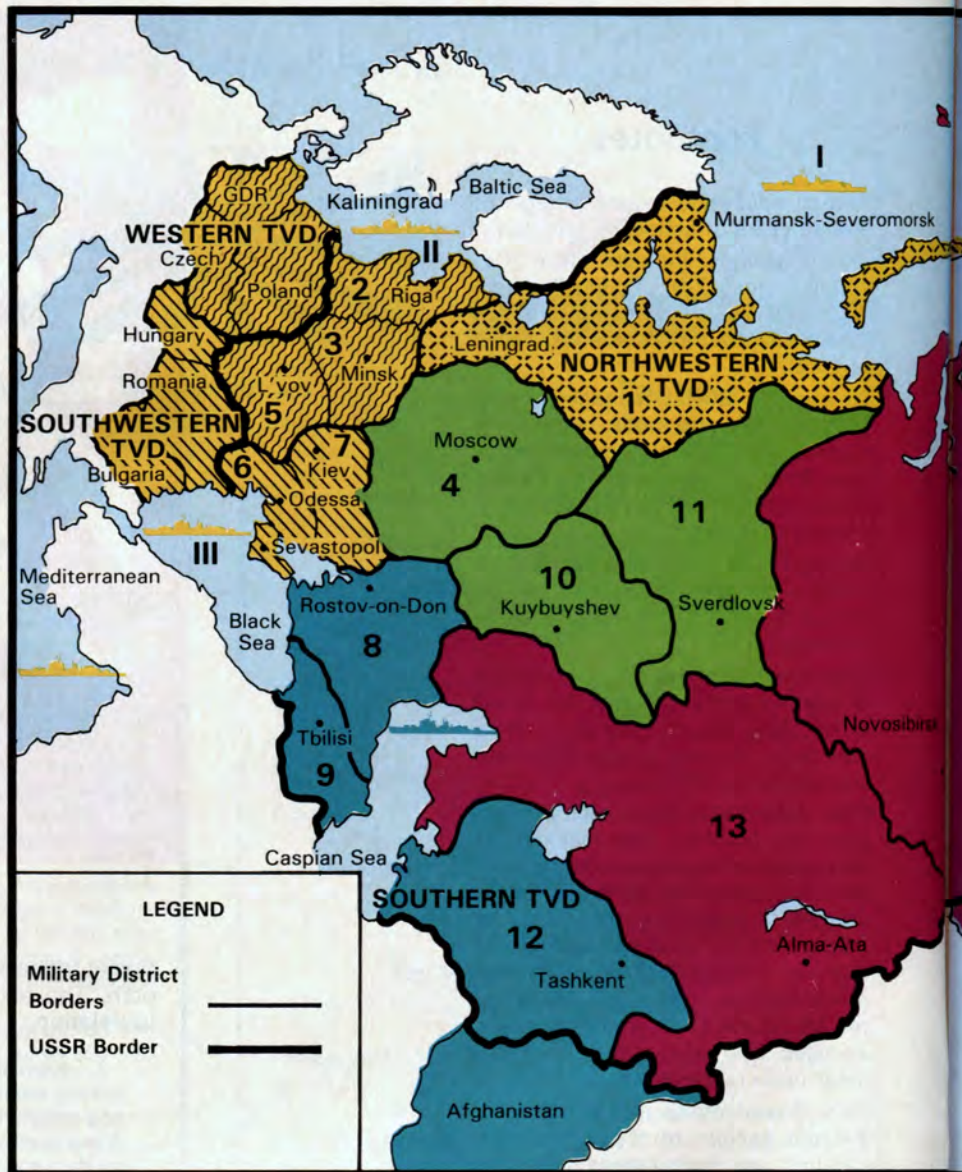 I
Baltic Sea
Kaliningrad
GDR
Murmansk-Severomorsk
WESTERN TVD
Czech
II
Poland
2
Riga
Hungary
3
Leningrad
Minsk
NORTHWESTERN
TVD
1
Romania
L'vov
5
SOUTHWESTERN
TVD
7
Moscow
6
Kiev
Bulgaria
4
Odessa
11
III
Sevastopol
Mediterranean
Sea
10
Rostov-on-Don
Kuybuyshev
Sverdlovsk
Black
Sea
8
Novosibirs
Tbilisi
9
13
Caspian Sea
SOUTHERN TVD
12
Alma-Ata
Tashkent
Afghanistan
LEGEND
Military District
Borders
USSR Border